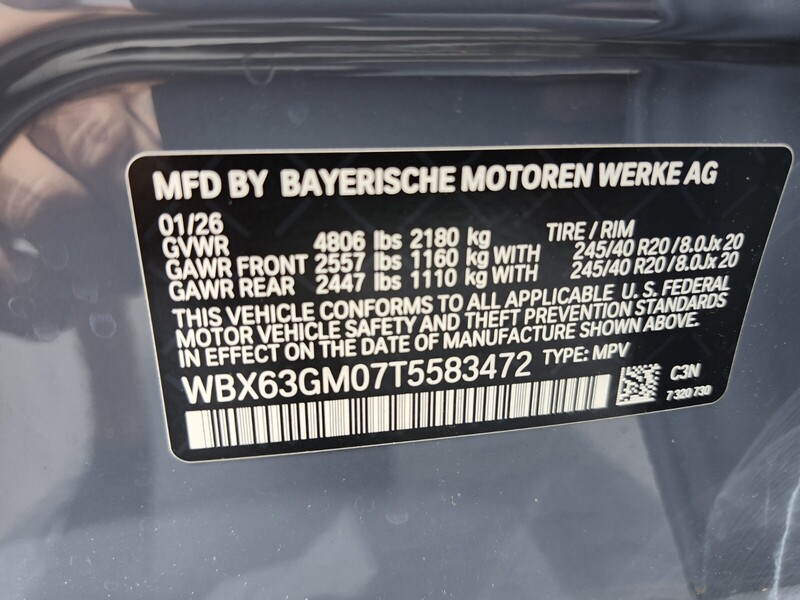 MFD BY BAYERISCHE MOTOREN WERKE AG
01/26 TIRE / RIM
GVWR 4806 lbs 2180 kg
GAWR FRONT 2557 lbs 1160 kg WITH 245/40 R20/8.0Jx20
GAWR REAR 2447 lbs 1110 kg WITH 245/40 R20/8.0Jx20
THIS VEHICLE CONFORMS TO ALL APPLICABLE U. S. FEDERAL
MOTOR VEHICLE SAFETY AND THEFT PREVENTION STANDARDS
IN EFFECT ON THE DATE OF MANUFACTURE SHOWN ABOVE.
WBX63GM07T5583472 TYPE: MPV
C3N
7 320 730